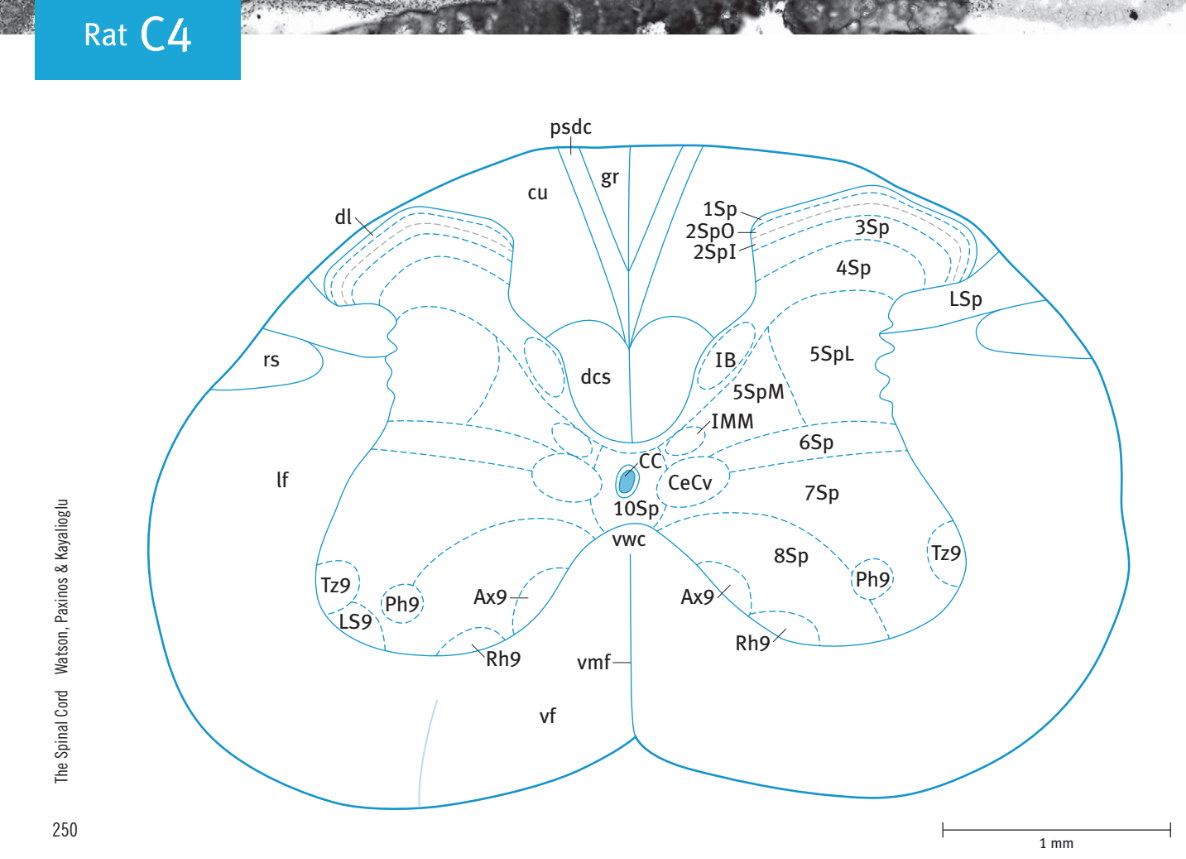 Rat C4
psdc
gr
cu
dl
1Sp
2SpO
2SpI
3Sp
4Sp
LSp
rs
dcs
IB
5SpL
5SpM
IMM
6Sp
lf
CC
CeCv
7Sp
10Sp
vwc
8Sp
Tz9
Ph9
Tz9
Ph9
LS9
Ax9
Ax9
Rh9
Rh9
vmf
vf
The Spinal Cord Watson, Paxinos & Kayalioglu
250
1 mm